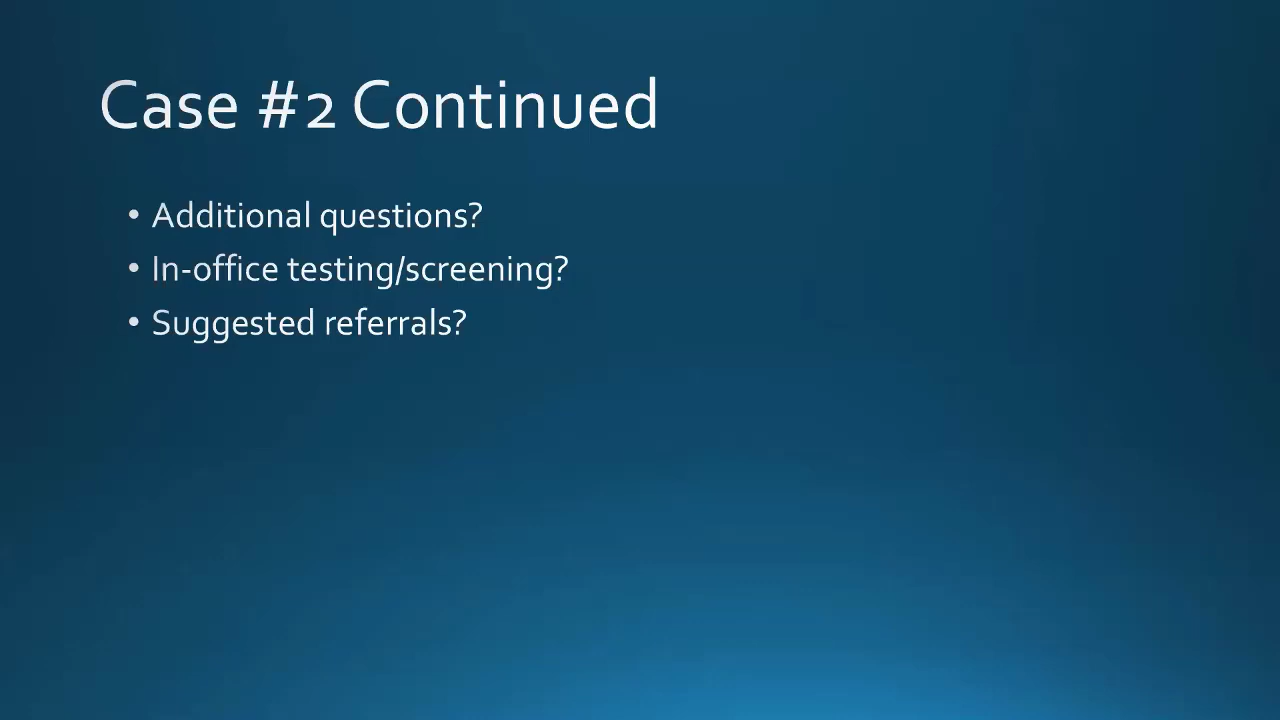 Case #2 Continued
• Additional questions?
• In-office testing/screening?
• Suggested referrals?